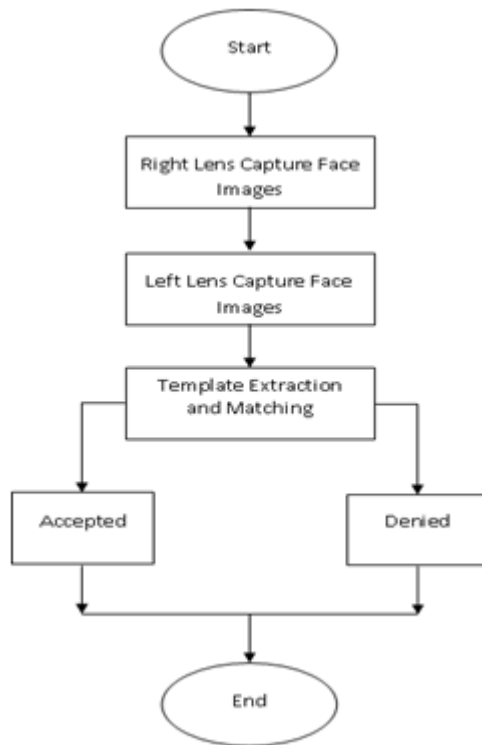 Start
Right Lens Capture Face
Images
Left Lens Capture Face
Images
Template Extraction
and Matching
Accepted
Denied
End